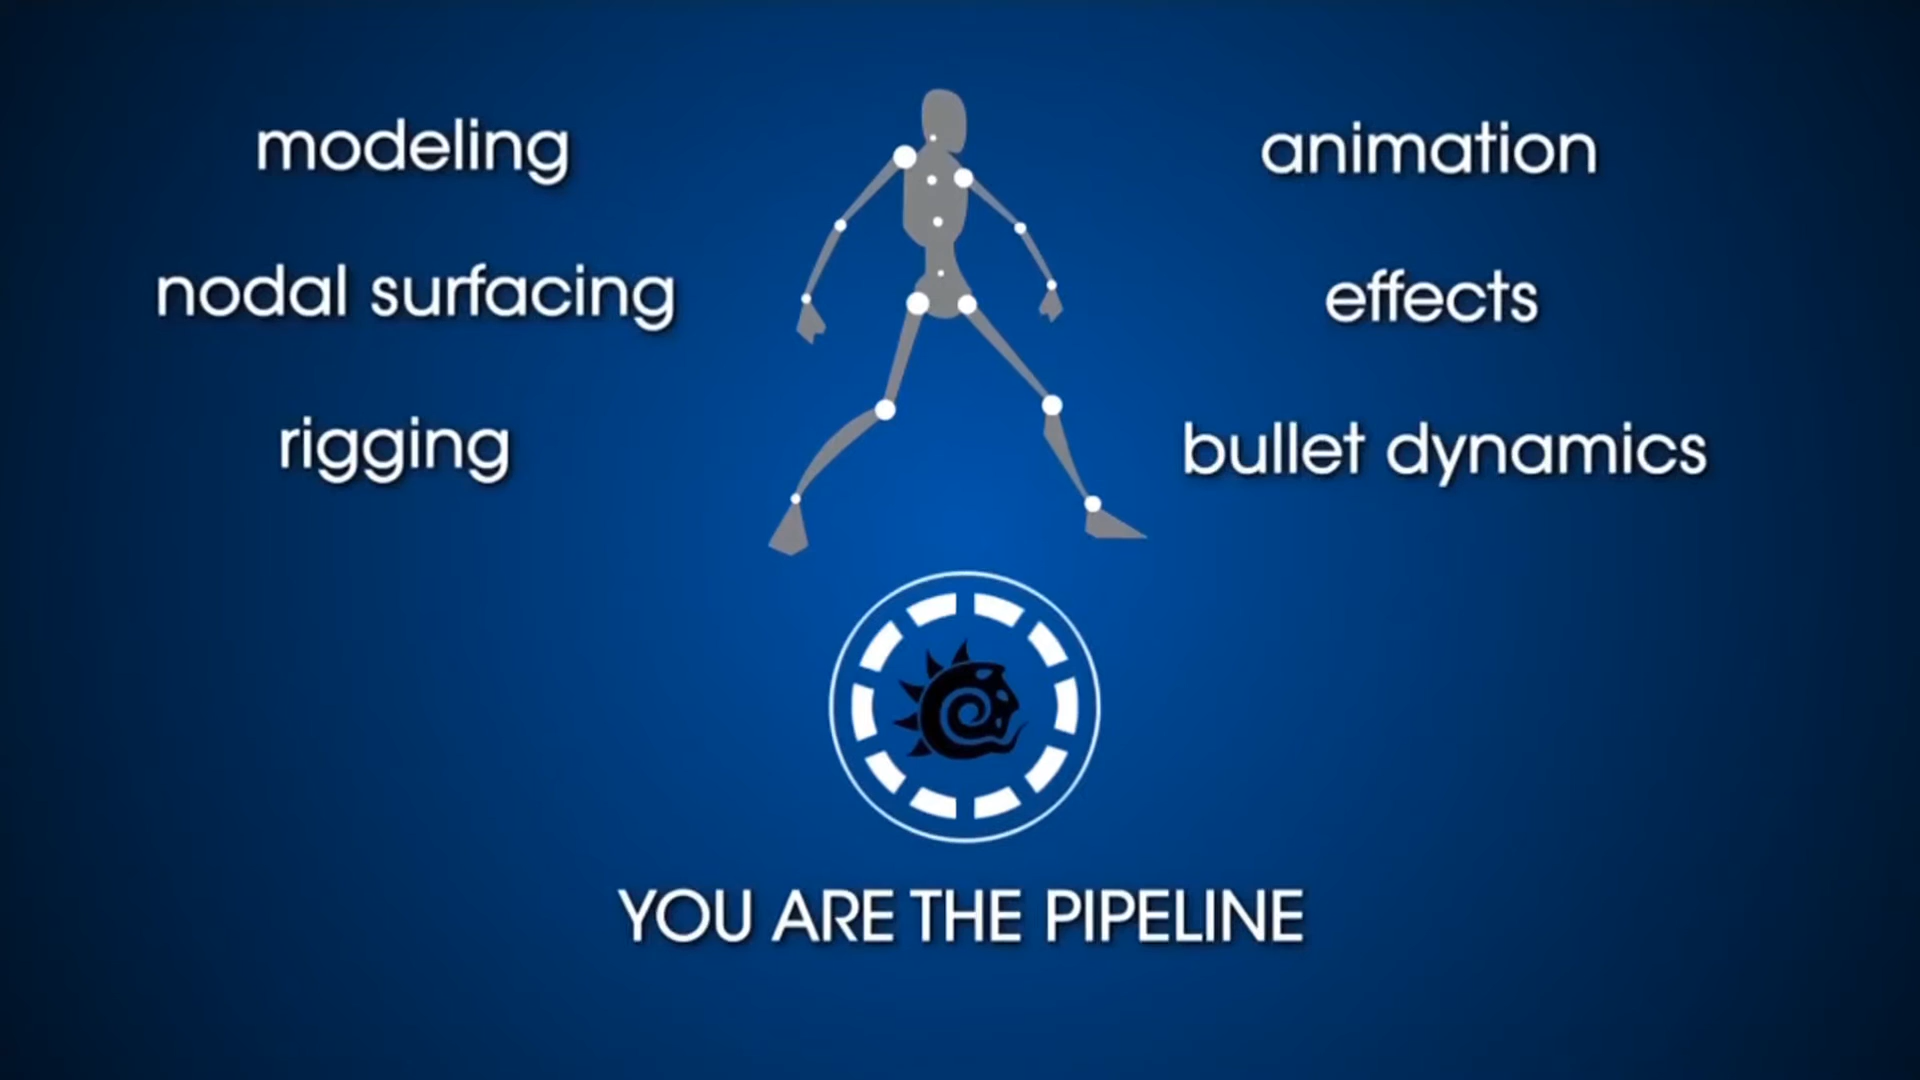 modeling
nodal surfacing
rigging
animation
effects
bullet dynamics
YOU ARE THE PIPELINE